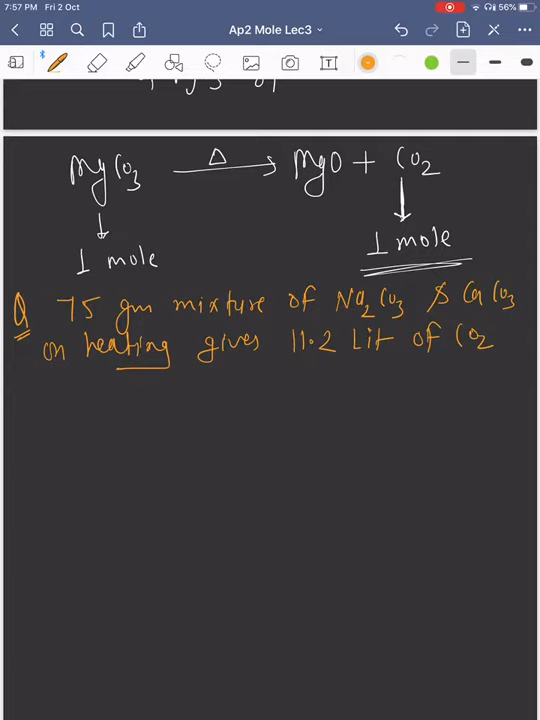 7:57 PM Fri 2 Oct 56%
Ap2 Mole Lec3
T
MgCO3 Δ MgO + CO2
1 mole 1 mole
Q 75 gm mixture of Na2CO3 & CaCO3
on heating gives 11.2 Lit of CO2